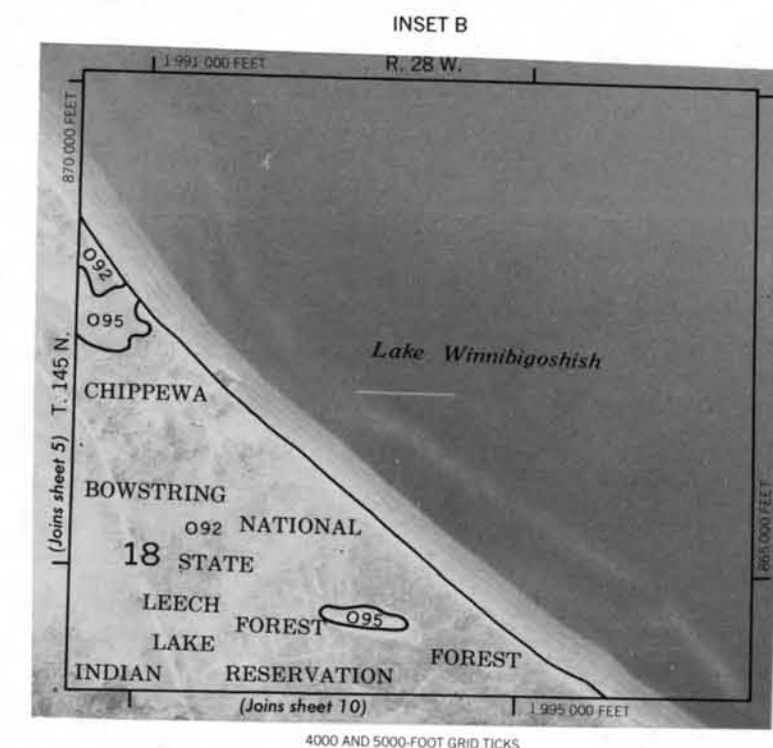 INSET B
1 991 000 FEET
R. 28 W.
870 000 FEET
O92
O95
Lake Winnibigoshish
T. 145 N.
(Joins sheet 5)
CHIPPEWA
BOWSTRING
O92 NATIONAL
18 STATE
865 000 FEET
LEECH
FOREST O95
LAKE
FOREST
INDIAN RESERVATION
(Joins sheet 10)
1 995 000 FEET
4000 AND 5000-FOOT GRID TICKS